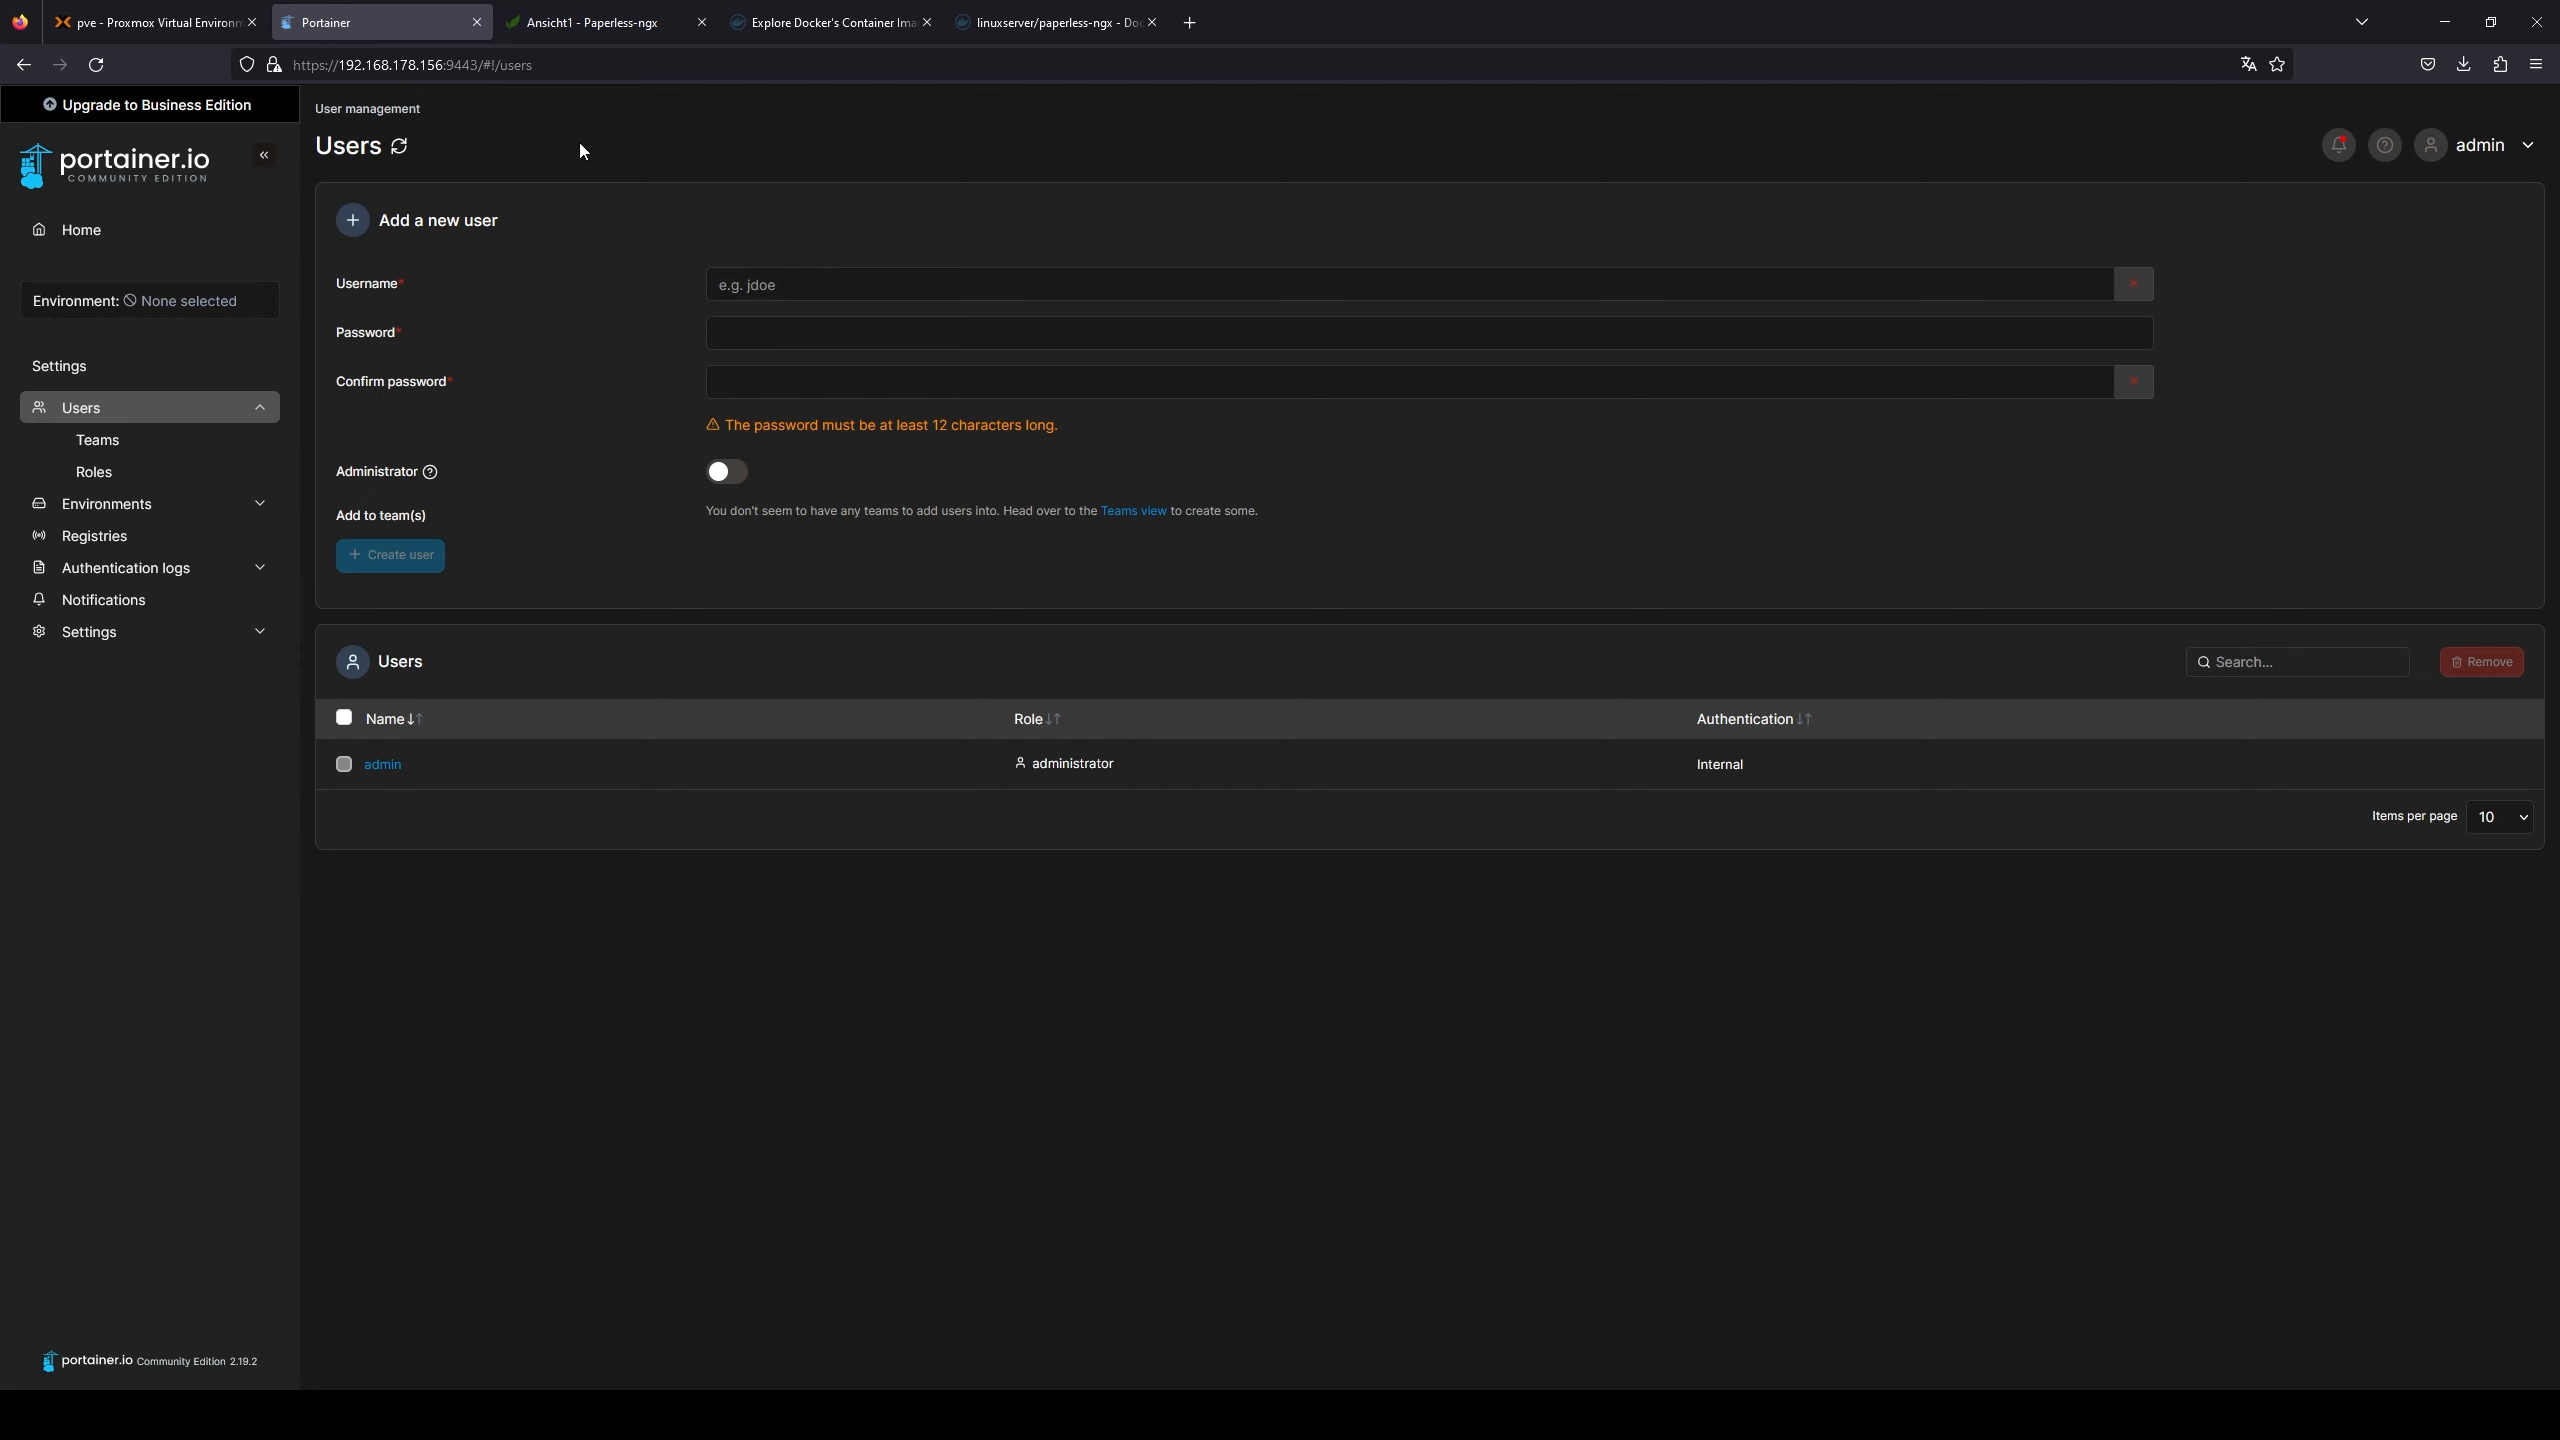 pve - Proxmox Virtual Environm
Portainer
Ansicht1 - Paperless-ngx
Explore Docker's Container Ima
linuxserver/paperless-ngx - Doc
https://192.168.178.156:9443/#!/users
Upgrade to Business Edition
portainer.io
COMMUNITY EDITION
Home
Environment: None selected
Settings
Users
Teams
Roles
Environments
Registries
Authentication logs
Notifications
Settings
portainer.io Community Edition 2.19.2
User management
Users
admin
Add a new user
Username*
e.g. jdoe
Password*
Confirm password*
The password must be at least 12 characters long.
Administrator
Add to team(s)
You don't seem to have any teams to add users into. Head over to the Teams view to create some.
+ Create user
Users
Search...
Remove
Name Role Authentication
admin administrator Internal
Items per page 10